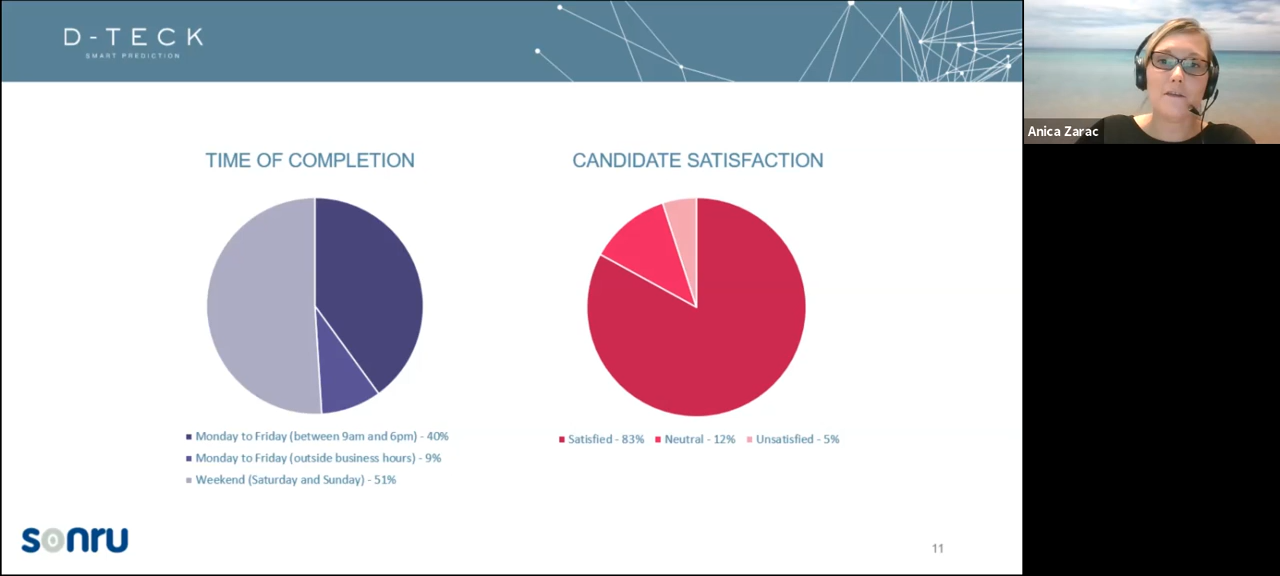 D-TECK
SMART PREDICTION
Anica Zarac
TIME OF COMPLETION
CANDIDATE SATISFACTION
Monday to Friday (between 9am and 6pm) - 40%
Monday to Friday (outside business hours) - 9%
Weekend (Saturday and Sunday) - 51%
Satisfied - 83% Neutral - 12% Unsatisfied - 5%
sonru
11